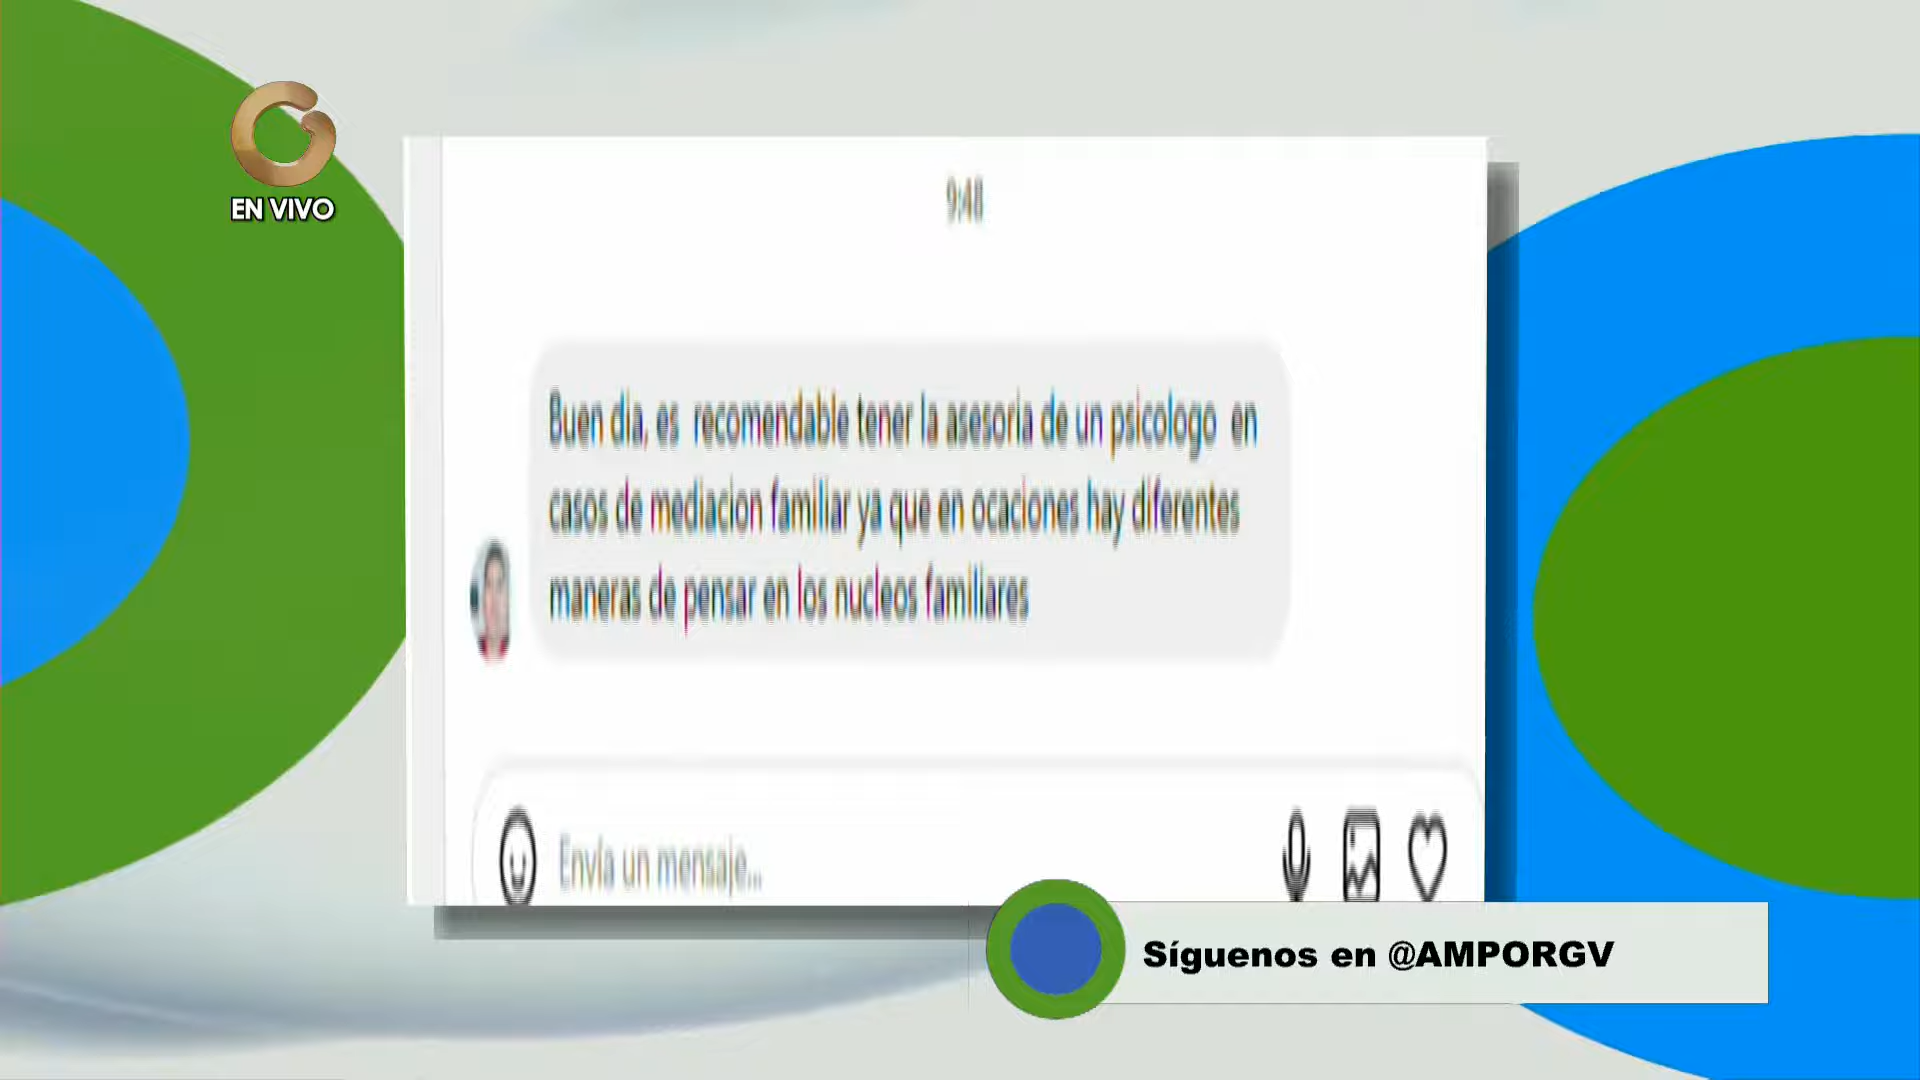 EN VIVO
9:48
Buen dia, es recomendable tener la asesoria de un psicologo en
casos de mediacion familiar ya que en ocaciones hay diferentes
maneras de pensar en los nucleos familiares
Envía un mensaje...
Síguenos en @AMPORGV